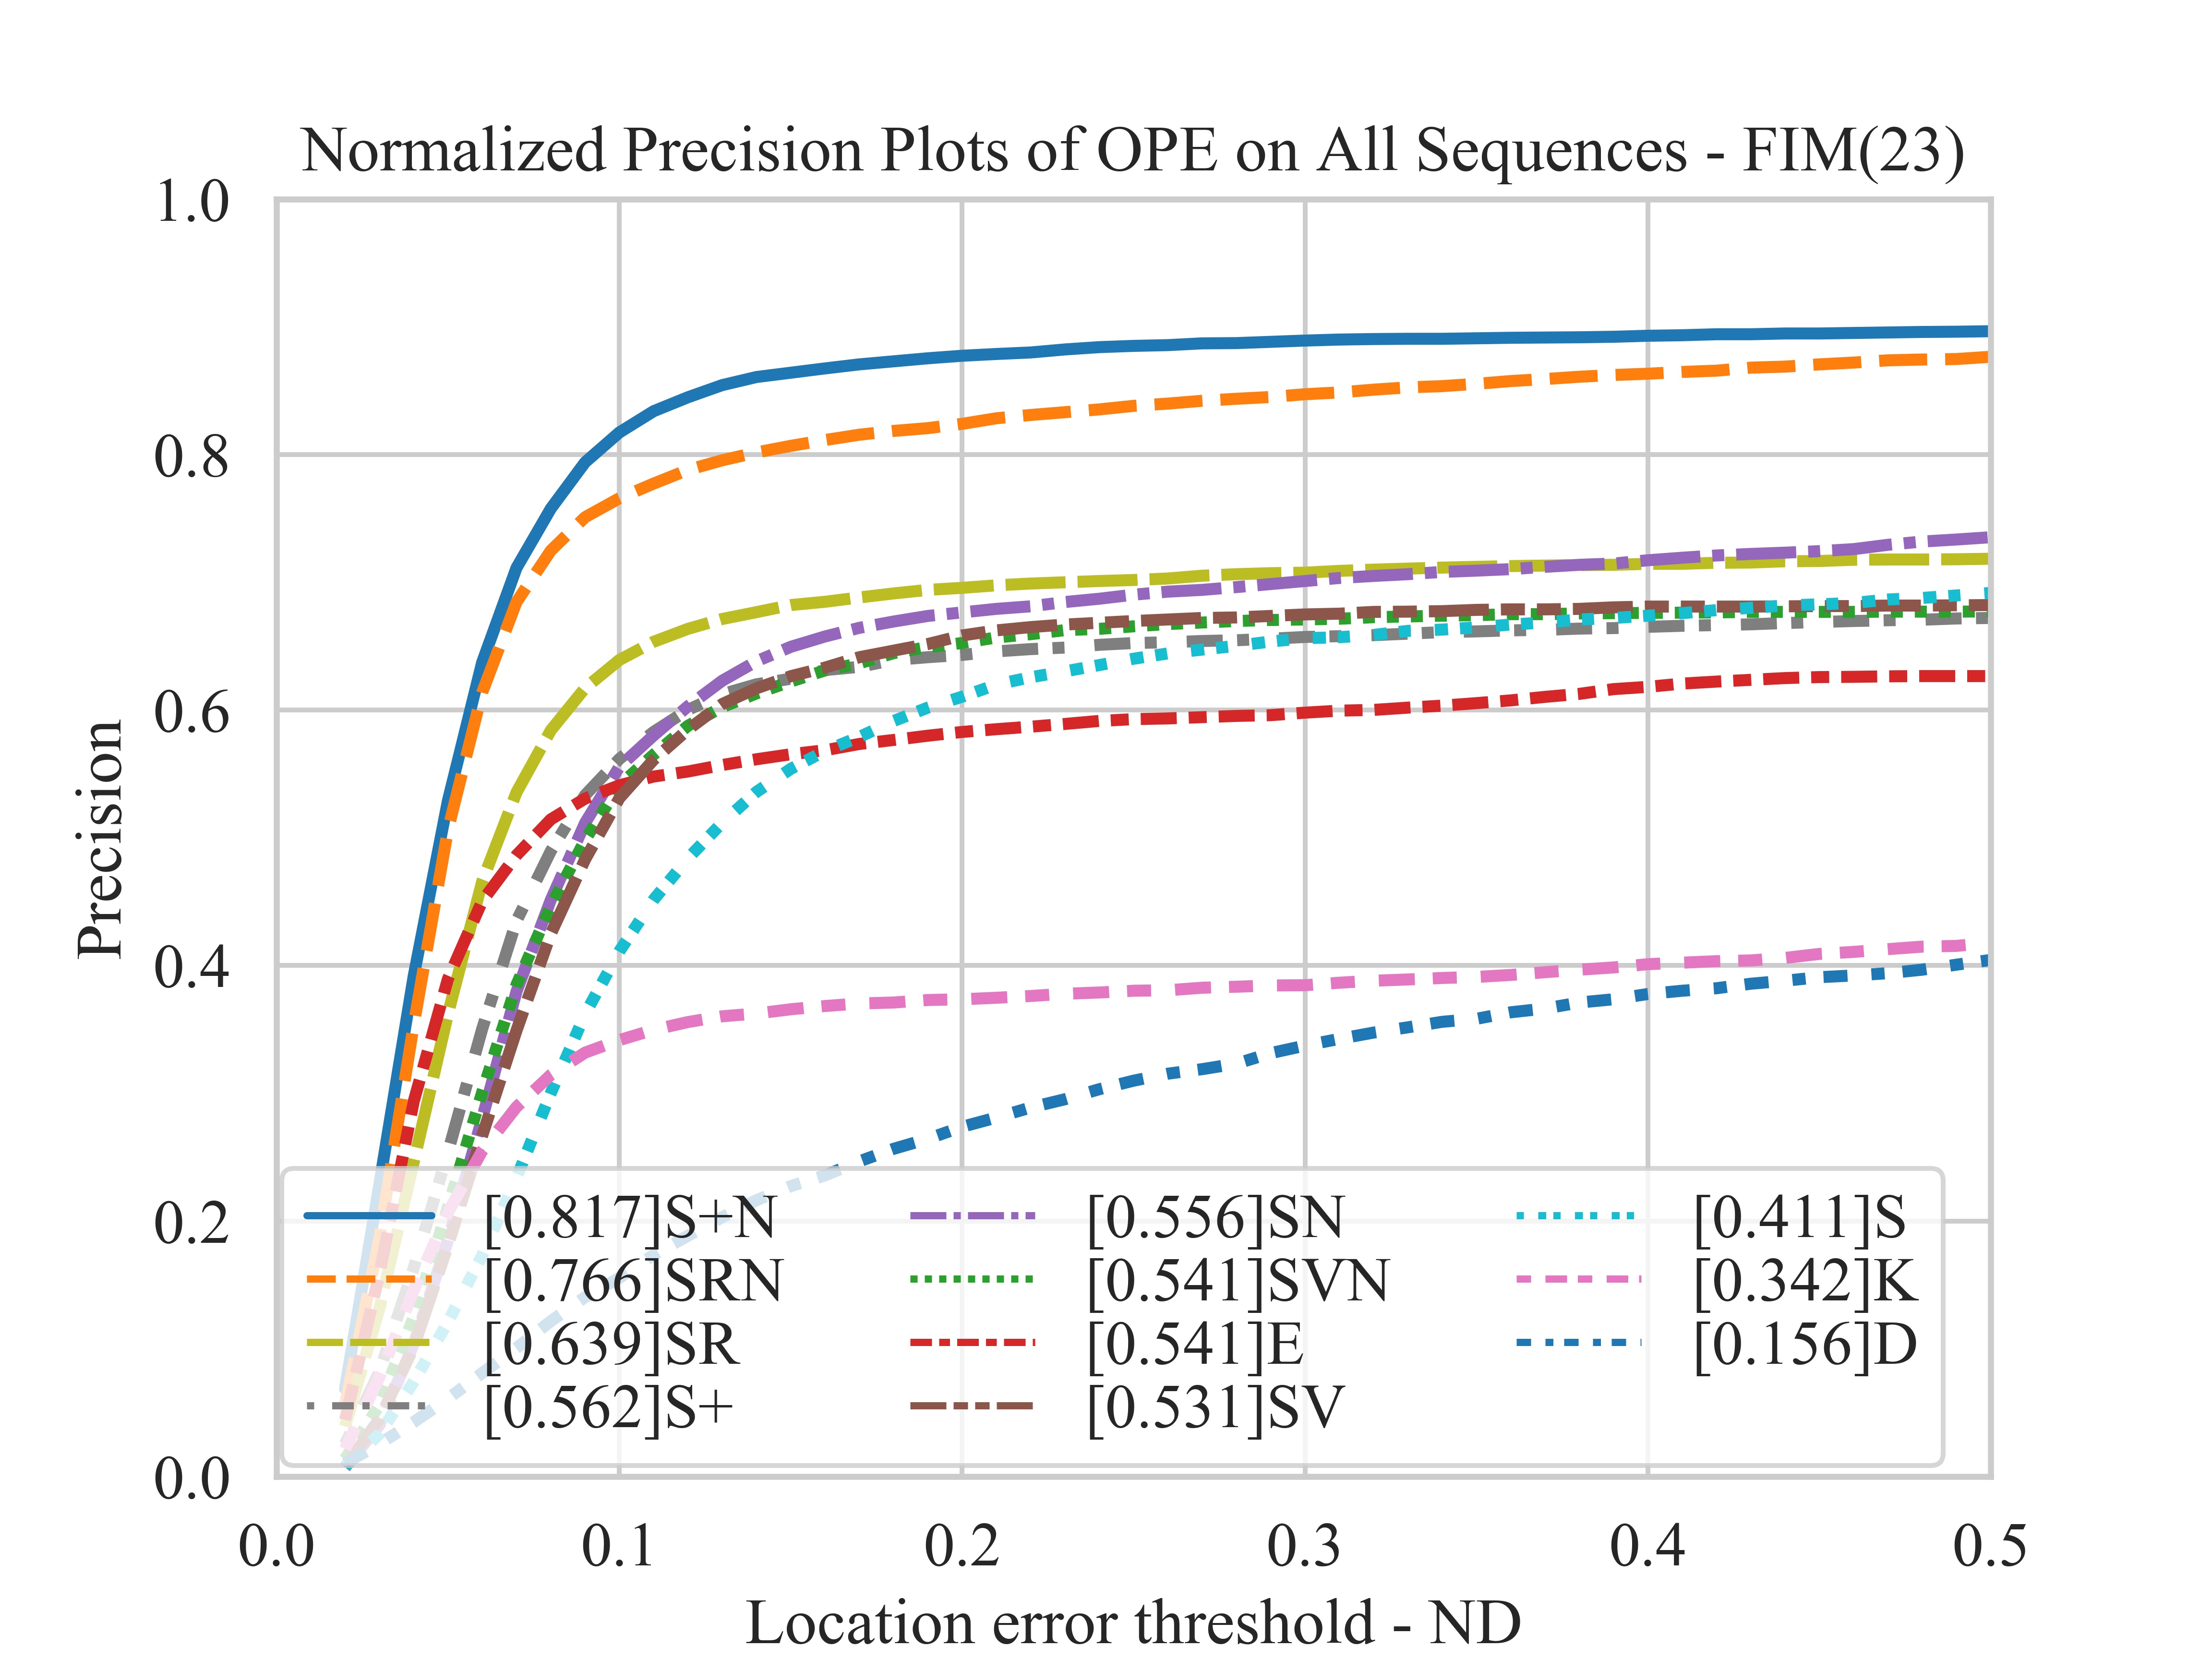 Normalized Precision Plots of OPE on All Sequences - FIM(23)
1.0
0.8
0.6
0.4
0.2
0.0
Precision
[0.817]S+N
[0.766]SRN
[0.639]SR
[0.562]S+
[0.556]SN
[0.541]SVN
[0.541]E
[0.531]SV
[0.411]S
[0.342]K
[0.156]D
0.0 0.1 0.2 0.3 0.4 0.5
Location error threshold - ND